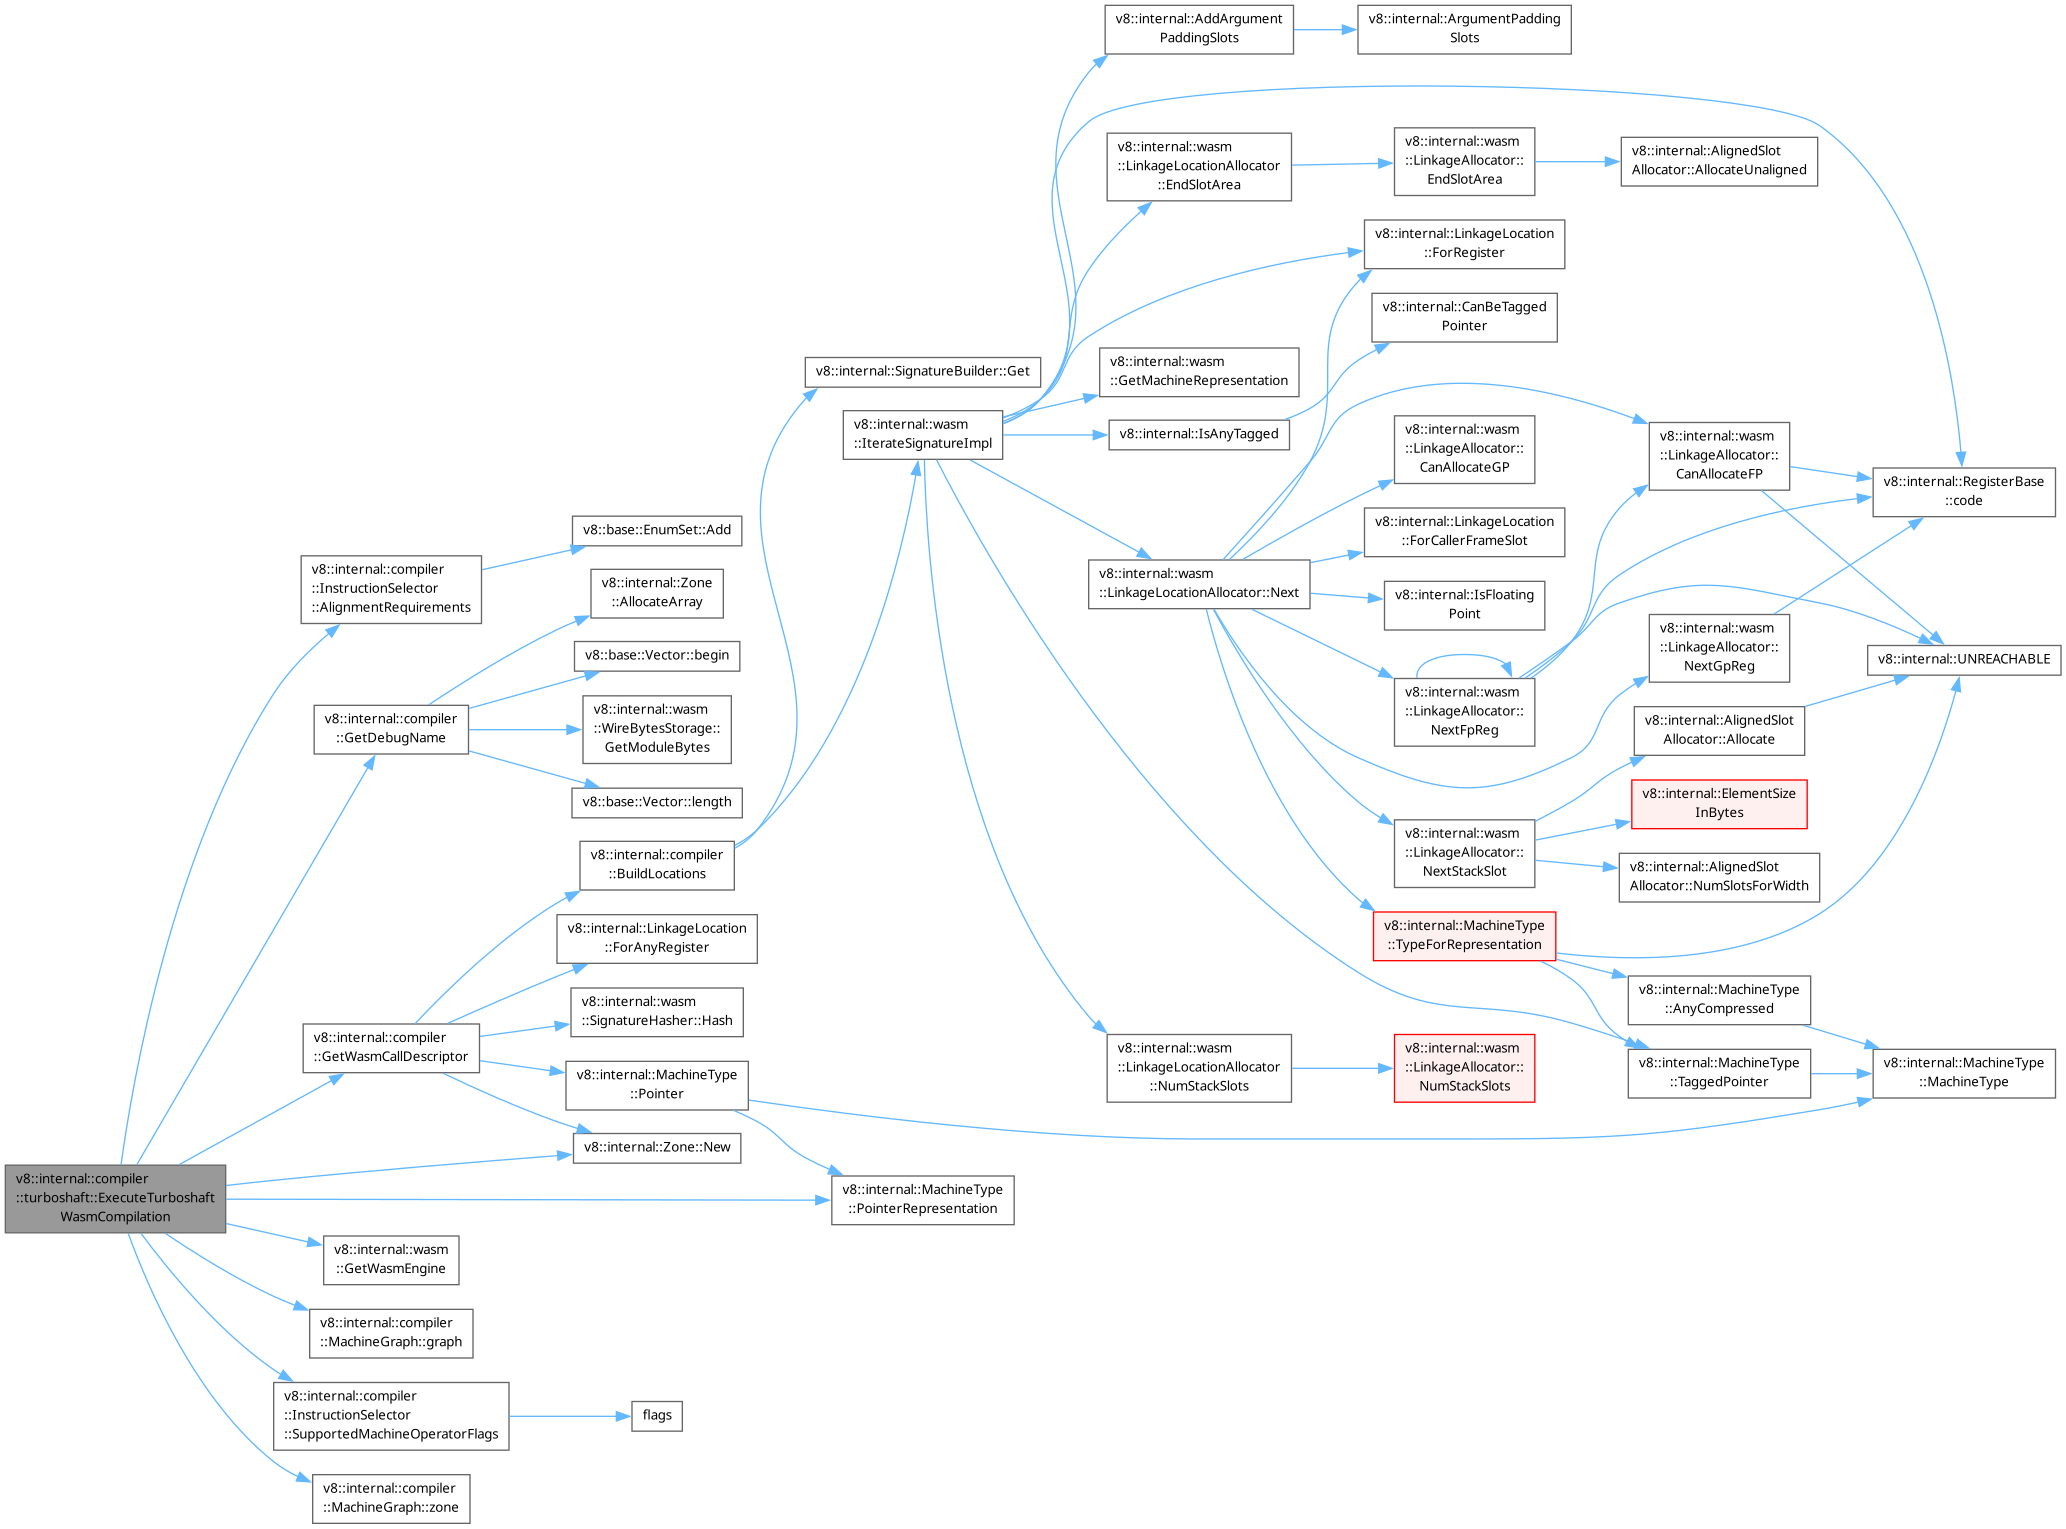 v8::internal::compiler
::turboshaft::ExecuteTurboshaft
WasmCompilation
v8::internal::compiler
::InstructionSelector
::AlignmentRequirements
v8::base::EnumSet::Add
v8::internal::compiler
::GetDebugName
v8::internal::Zone
::AllocateArray
v8::base::Vector::begin
v8::internal::wasm
::WireBytesStorage::
GetModuleBytes
v8::base::Vector::length
v8::internal::compiler
::GetWasmCallDescriptor
v8::internal::compiler
::BuildLocations
v8::internal::LinkageLocation
::ForAnyRegister
v8::internal::wasm
::SignatureHasher::Hash
v8::internal::MachineType
::Pointer
v8::internal::Zone::New
v8::internal::MachineType
::PointerRepresentation
v8::internal::wasm
::GetWasmEngine
v8::internal::compiler
::MachineGraph::graph
v8::internal::compiler
::InstructionSelector
::SupportedMachineOperatorFlags
flags
v8::internal::compiler
::MachineGraph::zone
v8::internal::SignatureBuilder::Get
v8::internal::wasm
::IterateSignatureImpl
v8::internal::AddArgument
PaddingSlots
v8::internal::ArgumentPadding
Slots
v8::internal::wasm
::LinkageLocationAllocator
::EndSlotArea
v8::internal::wasm
::LinkageAllocator::
EndSlotArea
v8::internal::AlignedSlot
Allocator::AllocateUnaligned
v8::internal::LinkageLocation
::ForRegister
v8::internal::CanBeTagged
Pointer
v8::internal::wasm
::GetMachineRepresentation
v8::internal::IsAnyTagged
v8::internal::wasm
::LinkageAllocator::
CanAllocateGP
v8::internal::wasm
::LinkageAllocator::
CanAllocateFP
v8::internal::RegisterBase
::code
v8::internal::LinkageLocation
::ForCallerFrameSlot
v8::internal::wasm
::LinkageLocationAllocator::Next
v8::internal::IsFloating
Point
v8::internal::wasm
::LinkageAllocator::
NextGpReg
v8::internal::UNREACHABLE
v8::internal::wasm
::LinkageAllocator::
NextFpReg
v8::internal::AlignedSlot
Allocator::Allocate
v8::internal::ElementSize
InBytes
v8::internal::wasm
::LinkageAllocator::
NextStackSlot
v8::internal::AlignedSlot
Allocator::NumSlotsForWidth
v8::internal::MachineType
::TypeForRepresentation
v8::internal::MachineType
::AnyCompressed
v8::internal::wasm
::LinkageLocationAllocator
::NumStackSlots
v8::internal::wasm
::LinkageAllocator::
NumStackSlots
v8::internal::MachineType
::TaggedPointer
v8::internal::MachineType
::MachineType